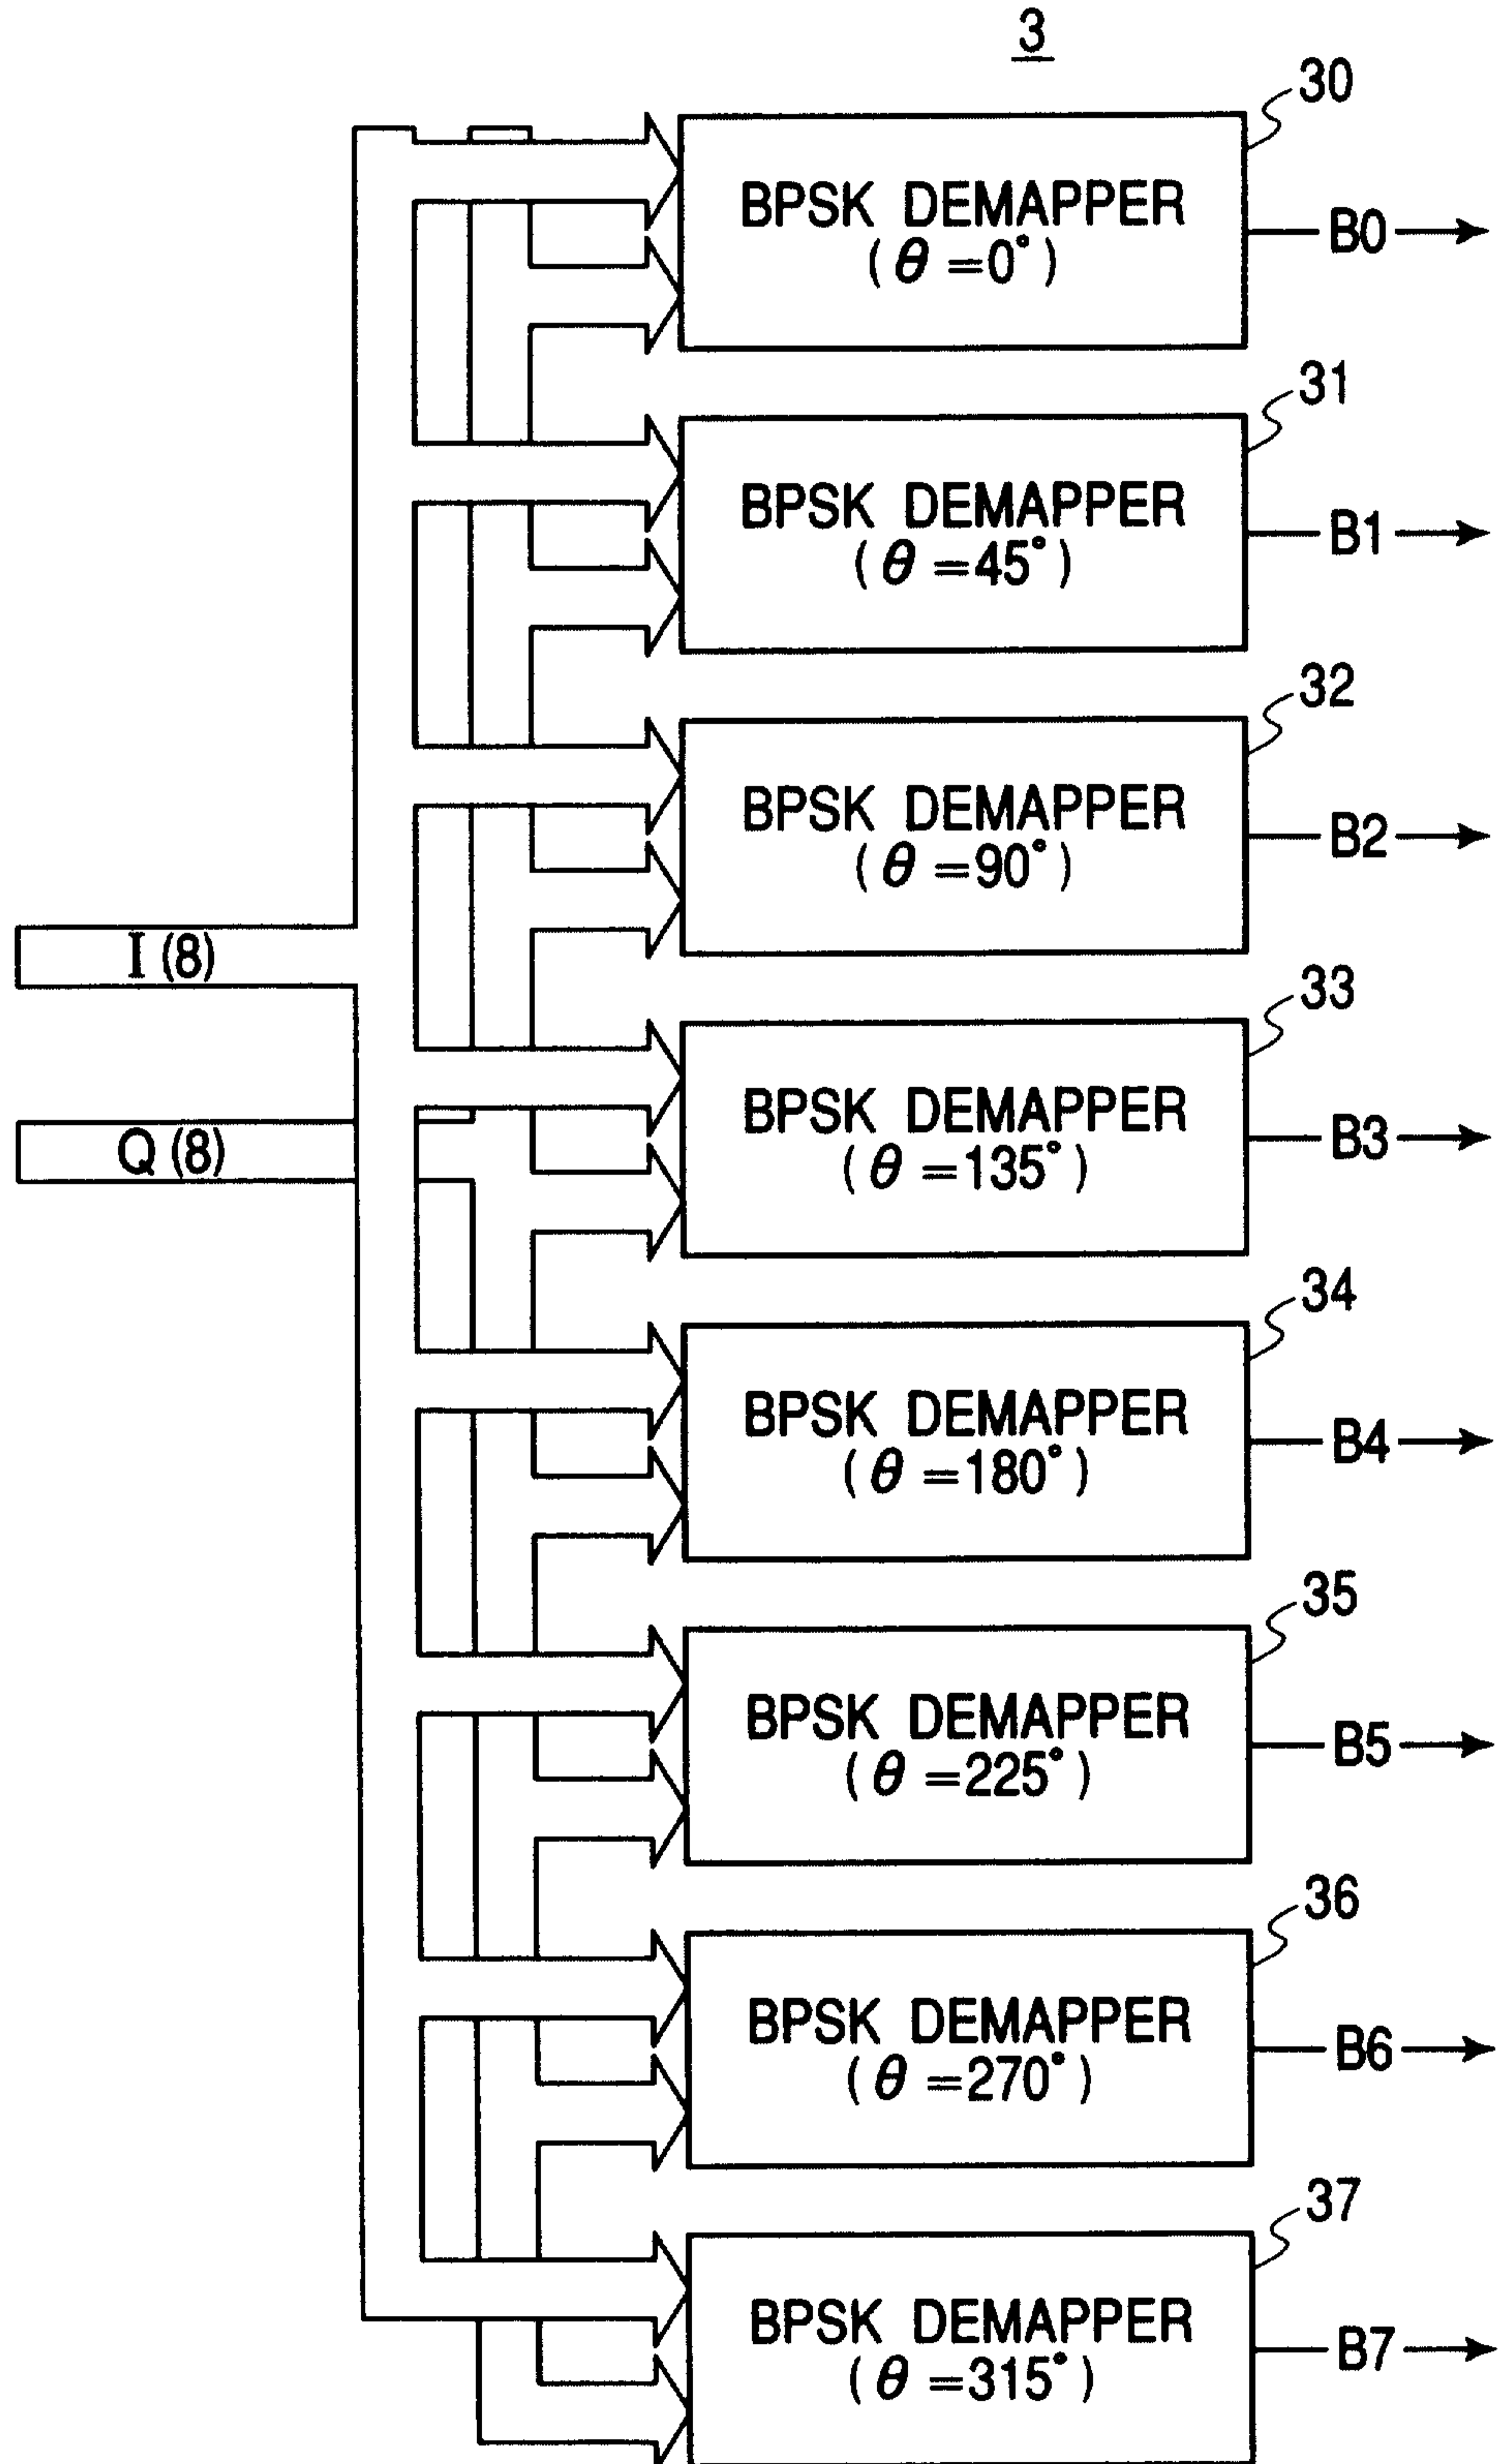 3
30
BPSK DEMAPPER
( θ =0° )
B0
31
BPSK DEMAPPER
( θ =45° )
B1
32
BPSK DEMAPPER
( θ =90° )
B2
I (8)
33
BPSK DEMAPPER
( θ =135° )
B3
Q (8)
34
BPSK DEMAPPER
( θ =180° )
B4
35
BPSK DEMAPPER
( θ =225° )
B5
36
BPSK DEMAPPER
( θ =270° )
B6
37
BPSK DEMAPPER
( θ =315° )
B7